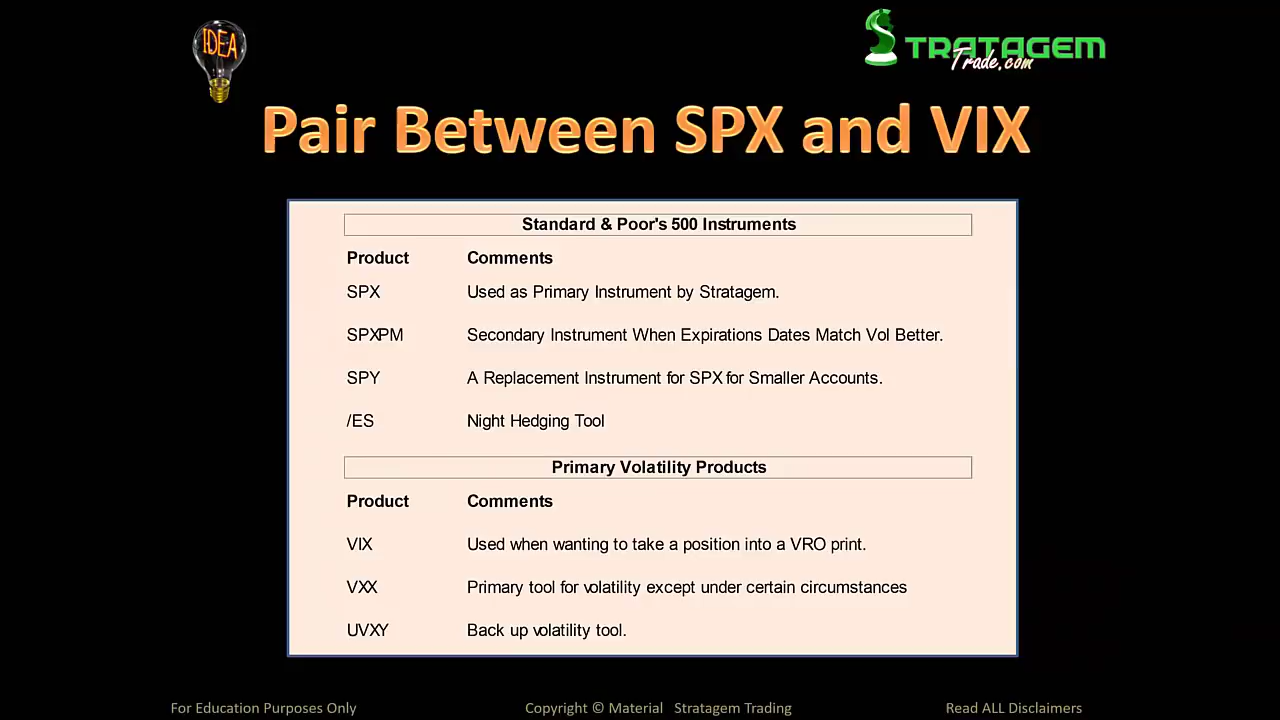 IDEA
STRATAGEM
Trade.com
Pair Between SPX and VIX
Standard & Poor's 500 Instruments
Product Comments
SPX Used as Primary Instrument by Stratagem.
SPXPM Secondary Instrument When Expirations Dates Match Vol Better.
SPY A Replacement Instrument for SPX for Smaller Accounts.
/ES Night Hedging Tool
Primary Volatility Products
Product Comments
VIX Used when wanting to take a position into a VRO print.
VXX Primary tool for volatility except under certain circumstances
UVXY Back up volatility tool.
For Education Purposes Only Copyright © Material Stratagem Trading Read ALL Disclaimers